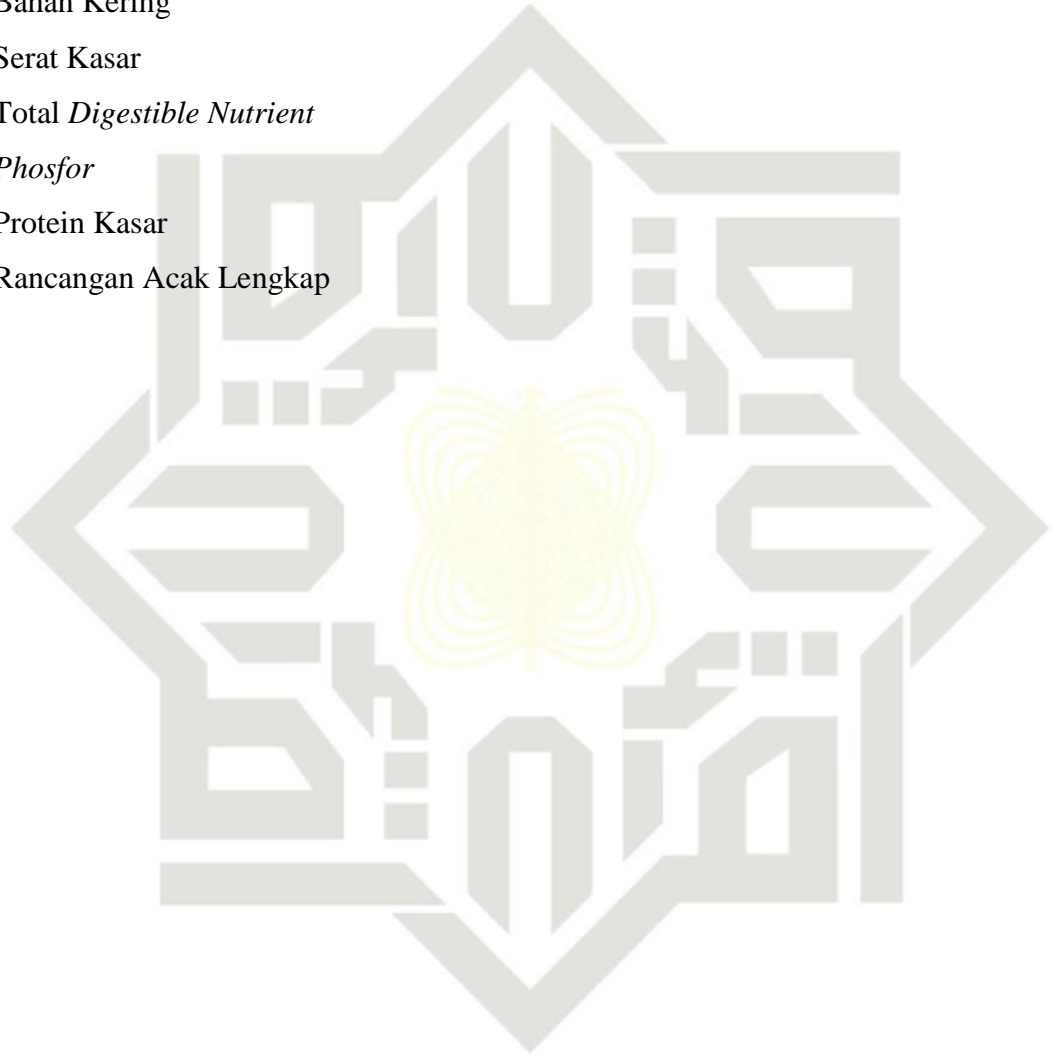 Bahan Kering
Serat Kasar
Total Digestible Nutrient
Phosfor
Protein Kasar
Rancangan Acak Lengkap